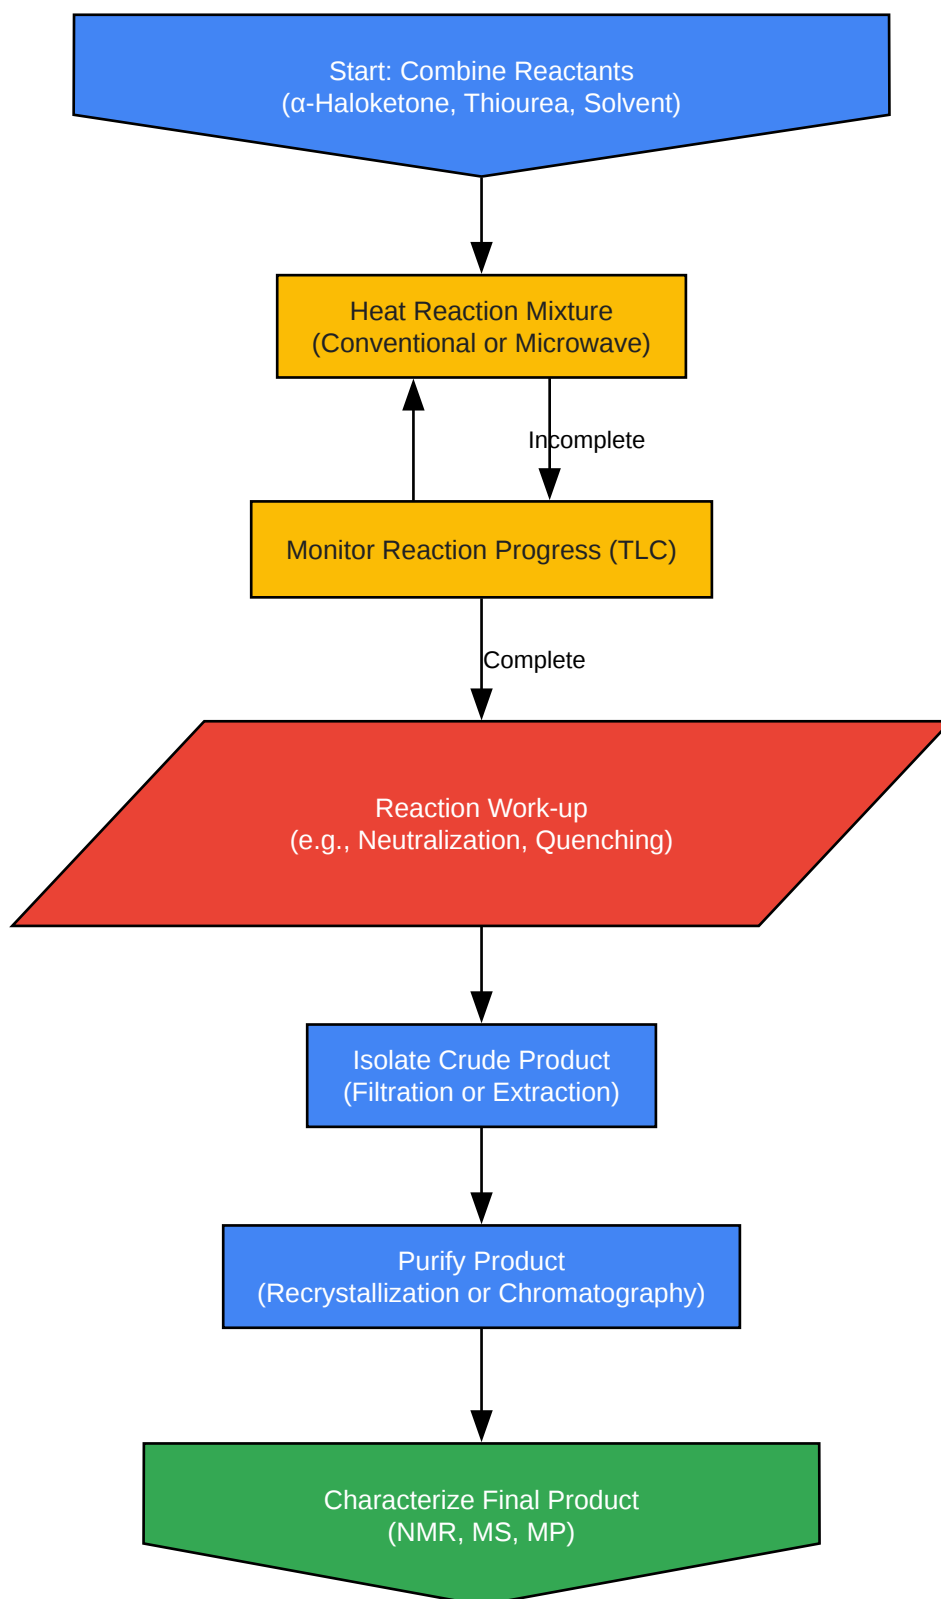 Start: Combine Reactants
(α-Haloketone, Thiourea, Solvent)
Heat Reaction Mixture
(Conventional or Microwave)
Incomplete
Monitor Reaction Progress (TLC)
Complete
Reaction Work-up
(e.g., Neutralization, Quenching)
Isolate Crude Product
(Filtration or Extraction)
Purify Product
(Recrystallization or Chromatography)
Characterize Final Product
(NMR, MS, MP)